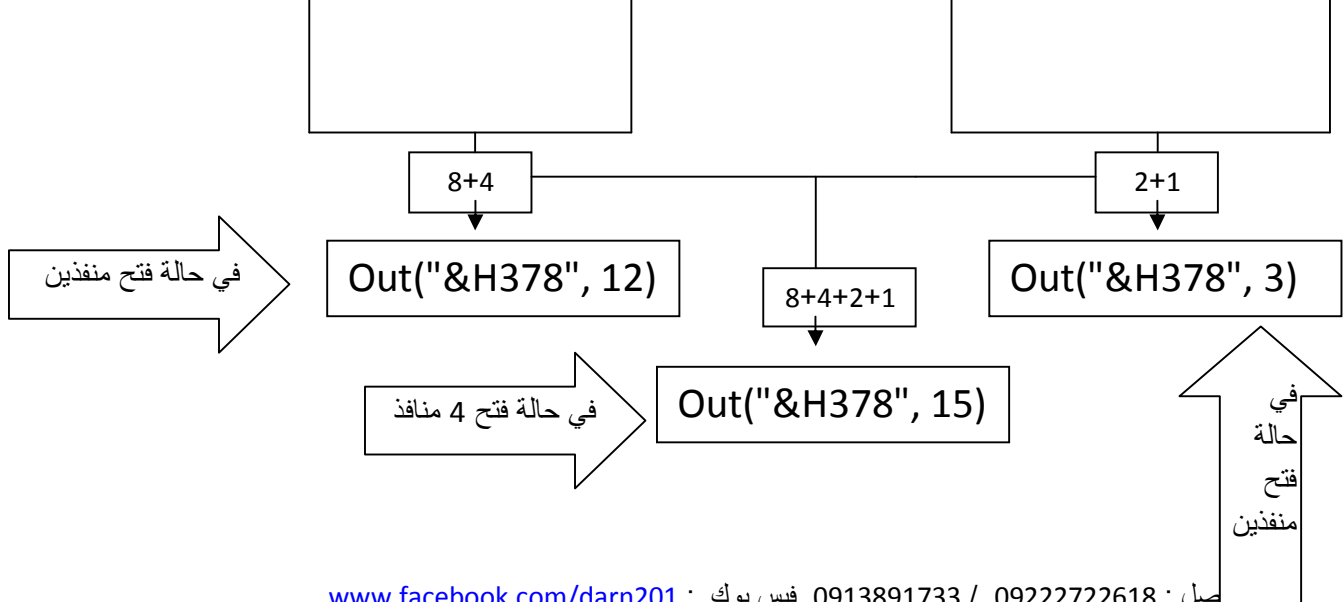 8+4
2+1
في حالة فتح منفذين
Out("&H378", 12)
8+4+2+1
Out("&H378", 3)
في حالة فتح 4 منافذ
Out("&H378", 15)
في
حالة
فتح
منفذين
صل : 09222722618 / 0913891733 فيس بوك : www.facebook.com/darn201